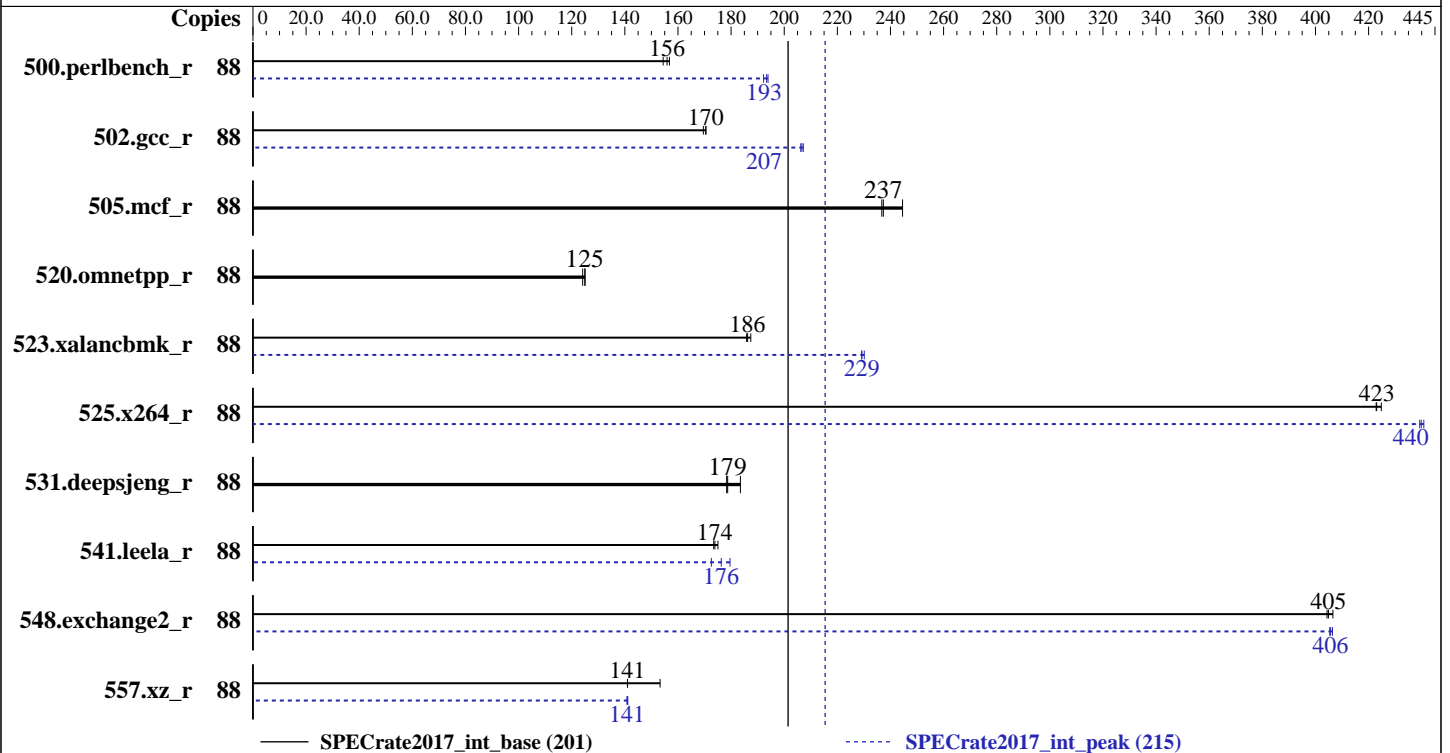 Copies 0 20.0 40.0 60.0 80.0 100 120 140 160 180 200 220 240 260 280 300 320 340 360 380 400 420 445
500.perlbench_r 88 156
193
502.gcc_r 88 170
207
505.mcf_r 88 237
520.omnetpp_r 88 125
523.xalancbmk_r 88 186
229
525.x264_r 88 423
440
531.deepsjeng_r 88 179
541.leela_r 88 174
176
548.exchange2_r 88 405
406
557.xz_r 88 141
141
SPECrate2017_int_base (201) SPECrate2017_int_peak (215)